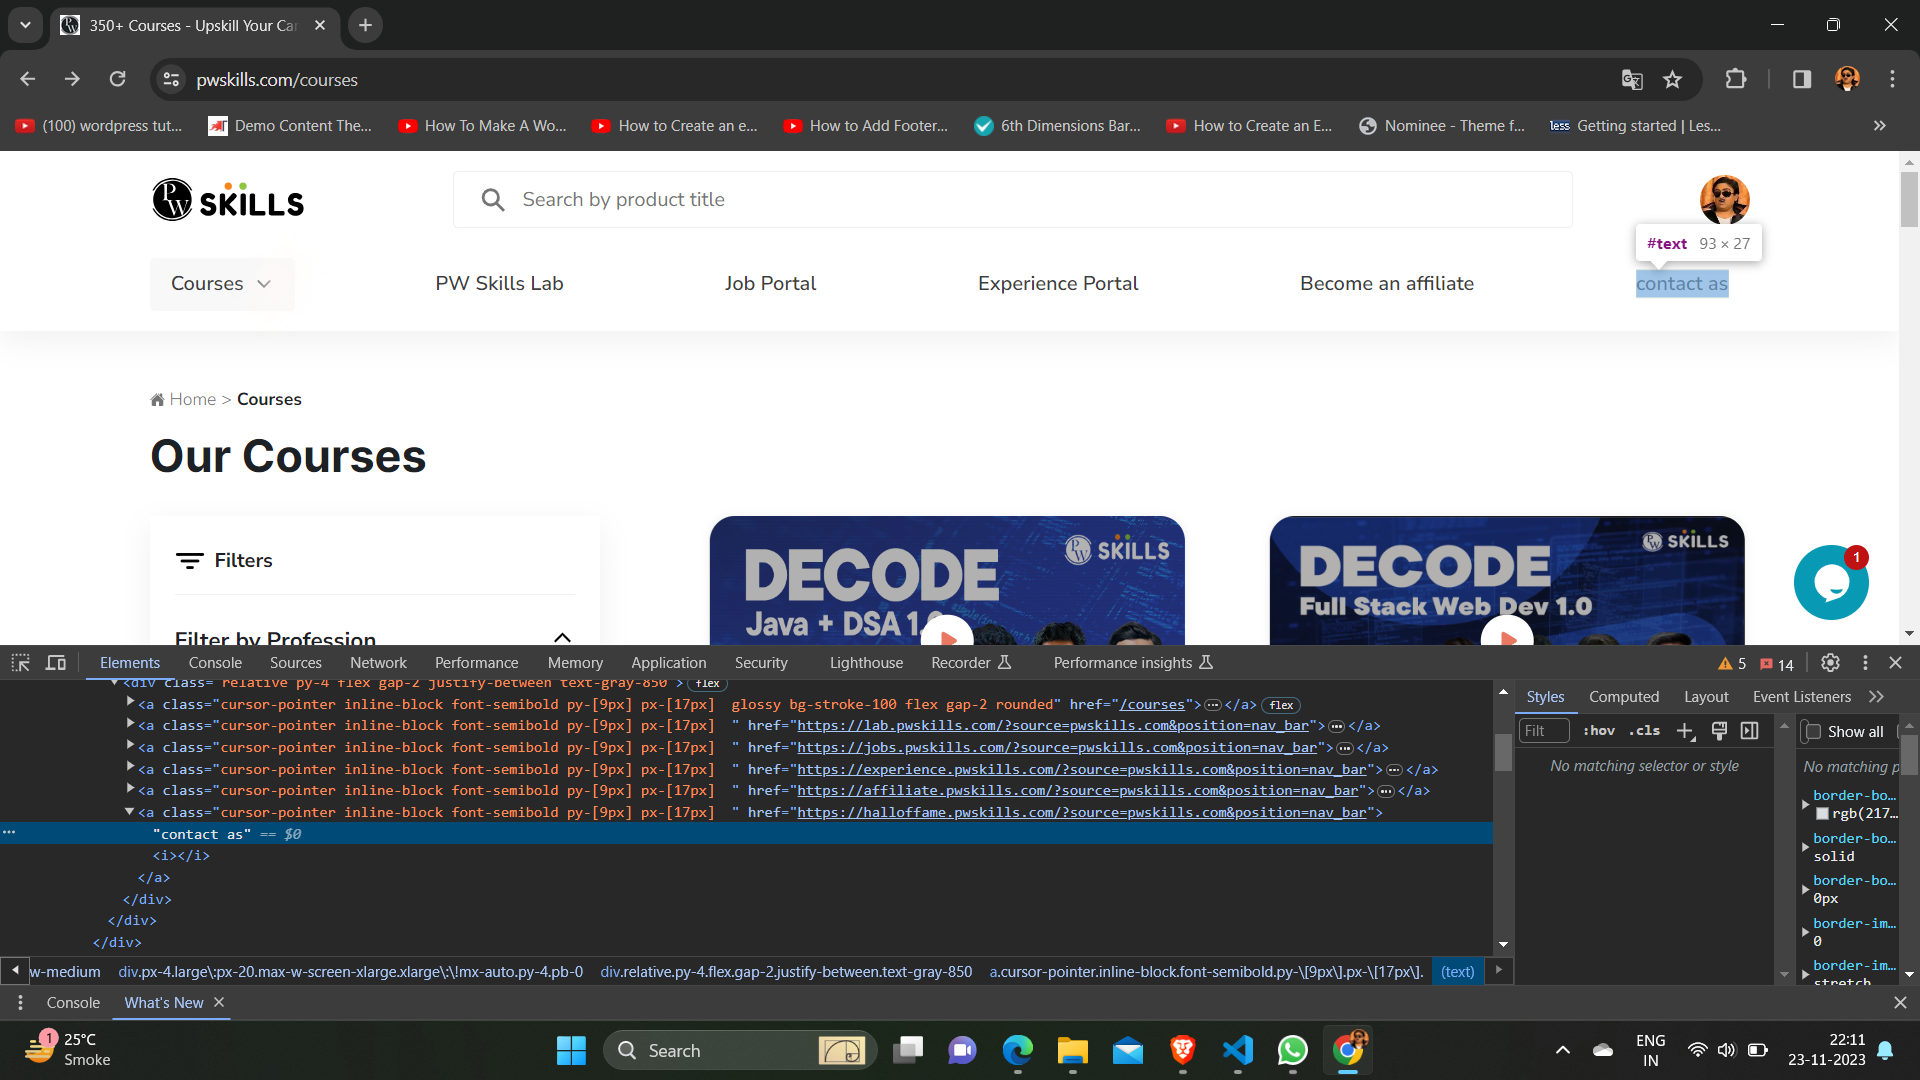 350+ Courses - Upskill Your Car
pwskills.com/courses
(100) wordpress tut...
Demo Content The...
How To Make A Wo...
How to Create an e...
How to Add Footer...
6th Dimensions Bar...
How to Create an E...
Nominee - Theme f...
less Getting started | Les...
PW SKILLS
Search by product title
#text 93 × 27
Courses
PW Skills Lab
Job Portal
Experience Portal
Become an affiliate
contact as
Home > Courses
Our Courses
Filters
Filter by Profession
PW SKILLS
DECODE
Java + DSA 1.0
PW SKILLS
DECODE
Full Stack Web Dev 1.0
1
Elements Console Sources Network Performance Memory Application Security Lighthouse Recorder Performance insights 5 14
<div class="relative py-4 flex gap-2 justify-between text-gray-850"> flex
<a class="cursor-pointer inline-block font-semibold py-[9px] px-[17px] glossy bg-stroke-100 flex gap-2 rounded" href="/courses">…</a> flex
<a class="cursor-pointer inline-block font-semibold py-[9px] px-[17px] " href="https://lab.pwskills.com/?source=pwskills.com&position=nav_bar">…</a>
<a class="cursor-pointer inline-block font-semibold py-[9px] px-[17px] " href="https://jobs.pwskills.com/?source=pwskills.com&position=nav_bar">…</a>
<a class="cursor-pointer inline-block font-semibold py-[9px] px-[17px] " href="https://experience.pwskills.com/?source=pwskills.com&position=nav_bar">…</a>
<a class="cursor-pointer inline-block font-semibold py-[9px] px-[17px] " href="https://affiliate.pwskills.com/?source=pwskills.com&position=nav_bar">…</a>
<a class="cursor-pointer inline-block font-semibold py-[9px] px-[17px] " href="https://halloffame.pwskills.com/?source=pwskills.com&position=nav_bar">
"contact as" == $0
<i></i>
</a>
</div>
</div>
</div>
Styles Computed Layout Event Listeners
Filt :hov .cls
No matching selector or style
Show all
No matching p
border-bo…
rgb(217…
border-bo…
solid
border-bo…
0px
border-im…
0
border-im…
stretch
w-medium div.px-4.large\:px-20.max-w-screen-xlarge.xlarge\:\!mx-auto.py-4.pb-0 div.relative.py-4.flex.gap-2.justify-between.text-gray-850 a.cursor-pointer.inline-block.font-semibold.py-\[9px\].px-\[17px\]. (text)
Console What's New
1
25°C
Smoke
Search
ENG
IN
22:11
23-11-2023